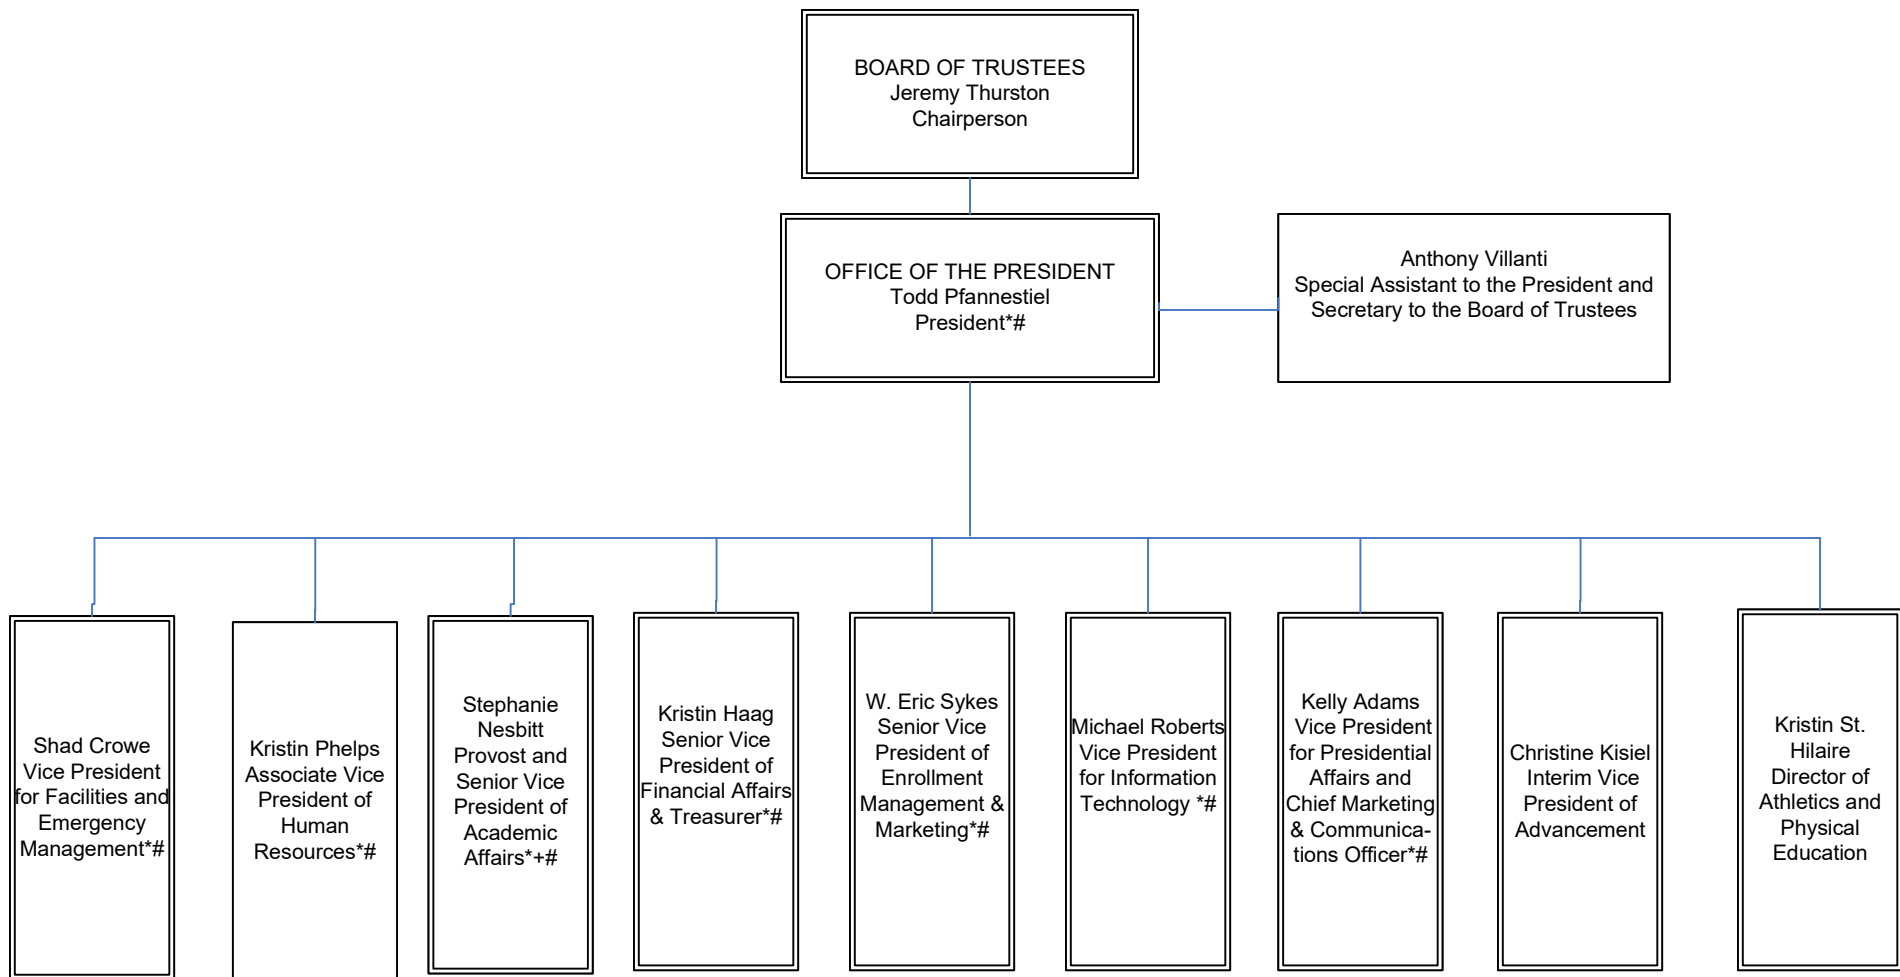 BOARD OF TRUSTEES
Jeremy Thurston
Chairperson
OFFICE OF THE PRESIDENT
Todd Pfannestiel
President*#
Anthony Villanti
Special Assistant to the President and
Secretary to the Board of Trustees
Shad Crowe
Vice President
for Facilities and
Emergency
Management*#
Kristin Phelps
Associate Vice
President of
Human
Resources*#
Stephanie
Nesbitt
Provost and
Senior Vice
President of
Academic
Affairs*+#
Kristin Haag
Senior Vice
President of
Financial Affairs
& Treasurer*#
W. Eric Sykes
Senior Vice
President of
Enrollment
Management &
Marketing*#
Michael Roberts
Vice President
for Information
Technology *#
Kelly Adams
Vice President
for Presidential
Affairs and
Chief Marketing
& Communica-
tions Officer*#
Christine Kisiel
Interim Vice
President of
Advancement
Kristin St.
Hilaire
Director of
Athletics and
Physical
Education